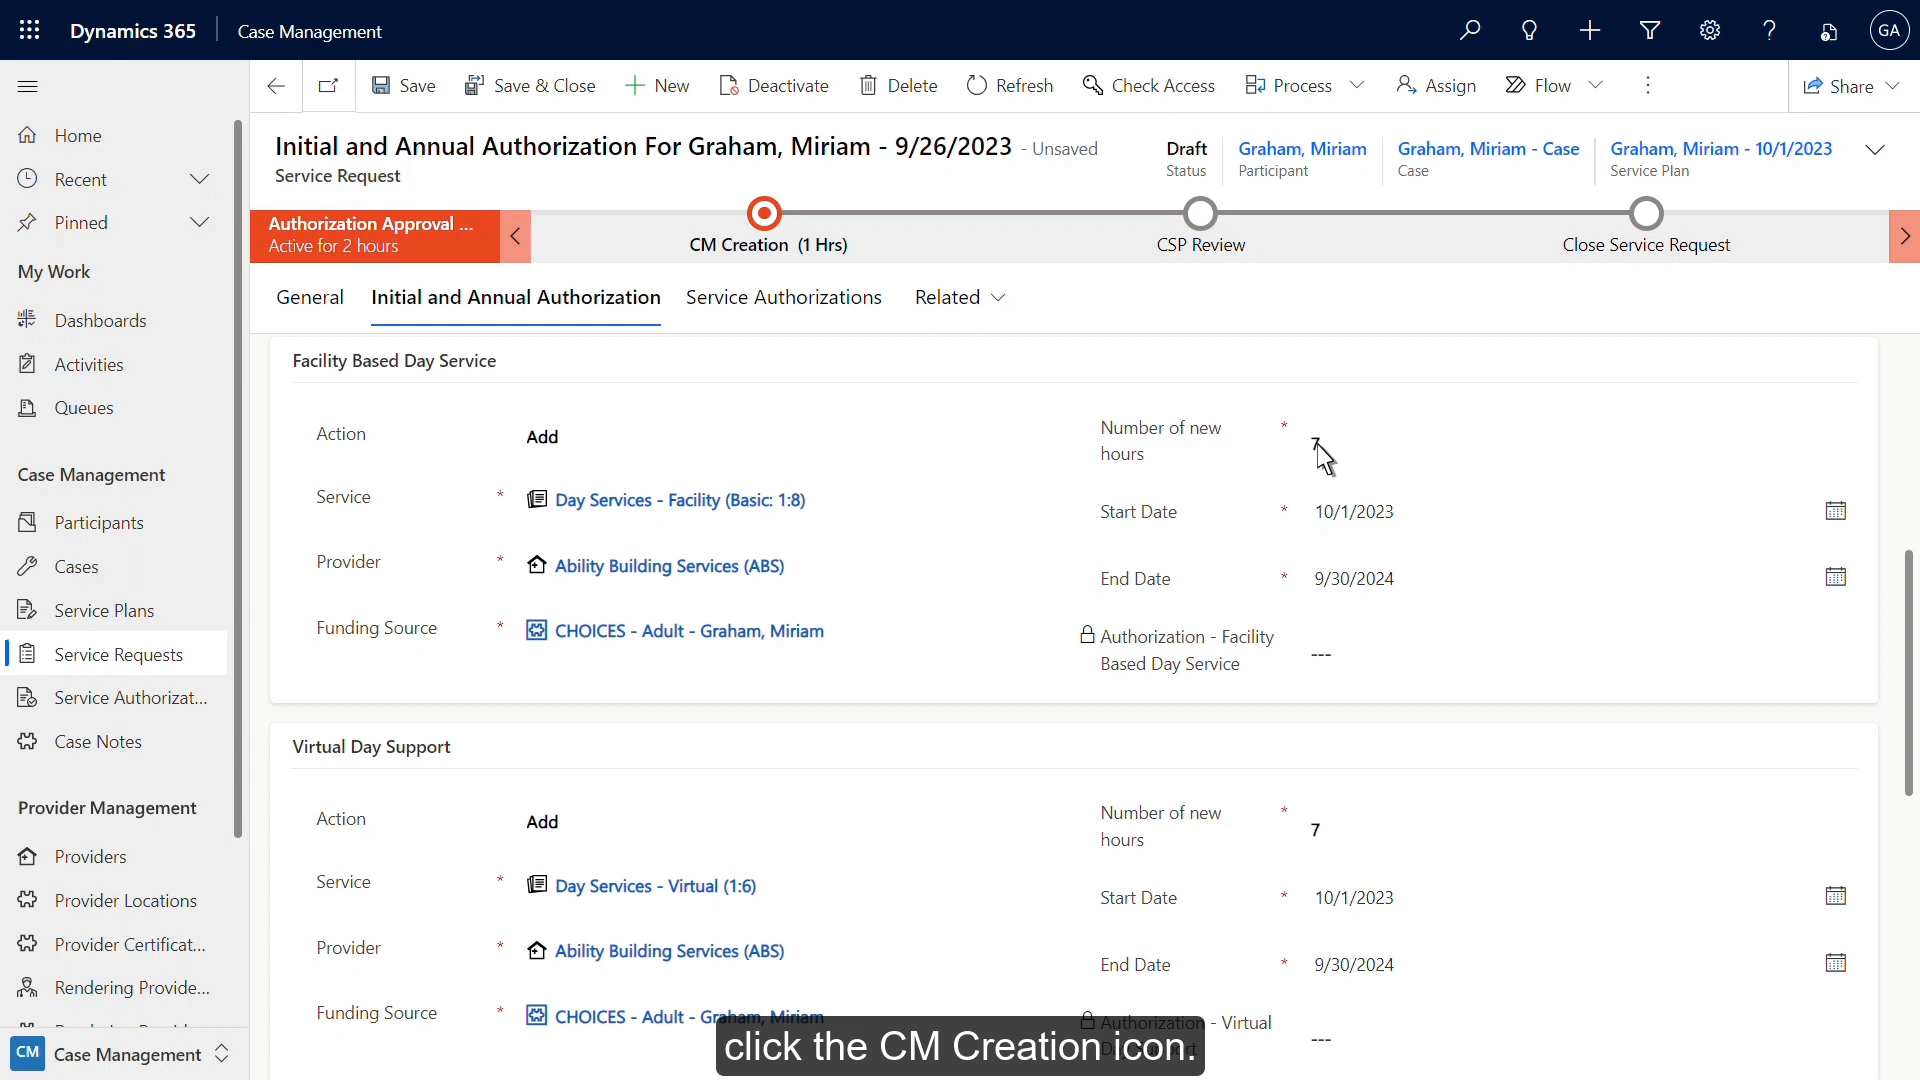 Dynamics 365
Case Management
GA
Save
Save & Close
New
Deactivate
Delete
Refresh
Check Access
Process
Assign
Flow
Share
Home
Recent
Pinned
My Work
Dashboards
Activities
Queues
Case Management
Participants
Cases
Service Plans
Service Requests
Service Authorizat...
Case Notes
Provider Management
Providers
Provider Locations
Provider Certificat...
Rendering Provide...
CM Case Management
Initial and Annual Authorization For Graham, Miriam - 9/26/2023 - Unsaved
Service Request
Draft
Status
Graham, Miriam
Participant
Graham, Miriam - Case
Case
Graham, Miriam - 10/1/2023
Service Plan
Authorization Approval ...
Active for 2 hours
CM Creation (1 Hrs)
CSP Review
Close Service Request
General
Initial and Annual Authorization
Service Authorizations
Related
Facility Based Day Service
Action
Add
Service * Day Services - Facility (Basic: 1:8)
Provider * Ability Building Services (ABS)
Funding Source * CHOICES - Adult - Graham, Miriam
Number of new *
hours
7
Start Date * 10/1/2023
End Date * 9/30/2024
Authorization - Facility
Based Day Service
---
Virtual Day Support
Action
Add
Service * Day Services - Virtual (1:6)
Provider * Ability Building Services (ABS)
Funding Source * CHOICES - Adult - Graham, Miriam
Number of new *
hours
7
Start Date * 10/1/2023
End Date * 9/30/2024
Authorization - Virtual
Day Support
---
click the CM Creation icon.